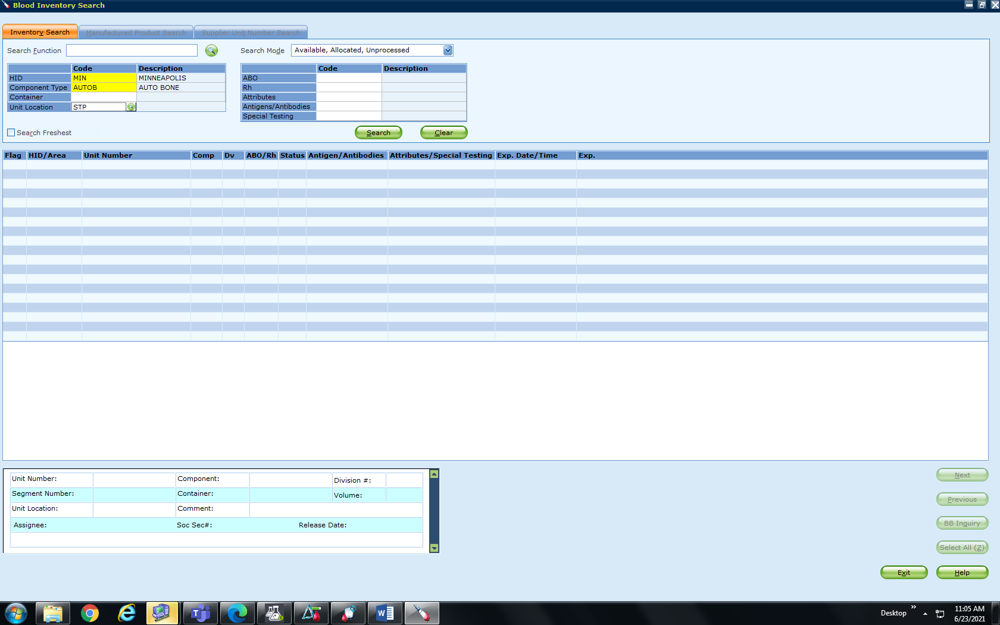 Blood Inventory Search
Inventory Search Manufactured Product Search Supplier Unit Number Search
Search Function Search Mode Available, Allocated, Unprocessed
Code Description
HID MIN MINNEAPOLIS
Component Type AUTOB AUTO BONE
Container
Unit Location STP
Code Description
ABO
Rh
Attributes
Antigens/Antibodies
Special Testing
Search Freshest Search Clear
Flag HID/Area Unit Number Comp Dv ABO/Rh Status Antigen/Antibodies Attributes/Special Testing Exp. Date/Time Exp.
Unit Number: Component: Division #:
Segment Number: Container: Volume:
Unit Location: Comment:
Assignee: Soc Sec#: Release Date:
Next
Previous
BB Inquiry
Select All (Z)
Exit Help
Desktop » 11:05 AM
6/23/2021